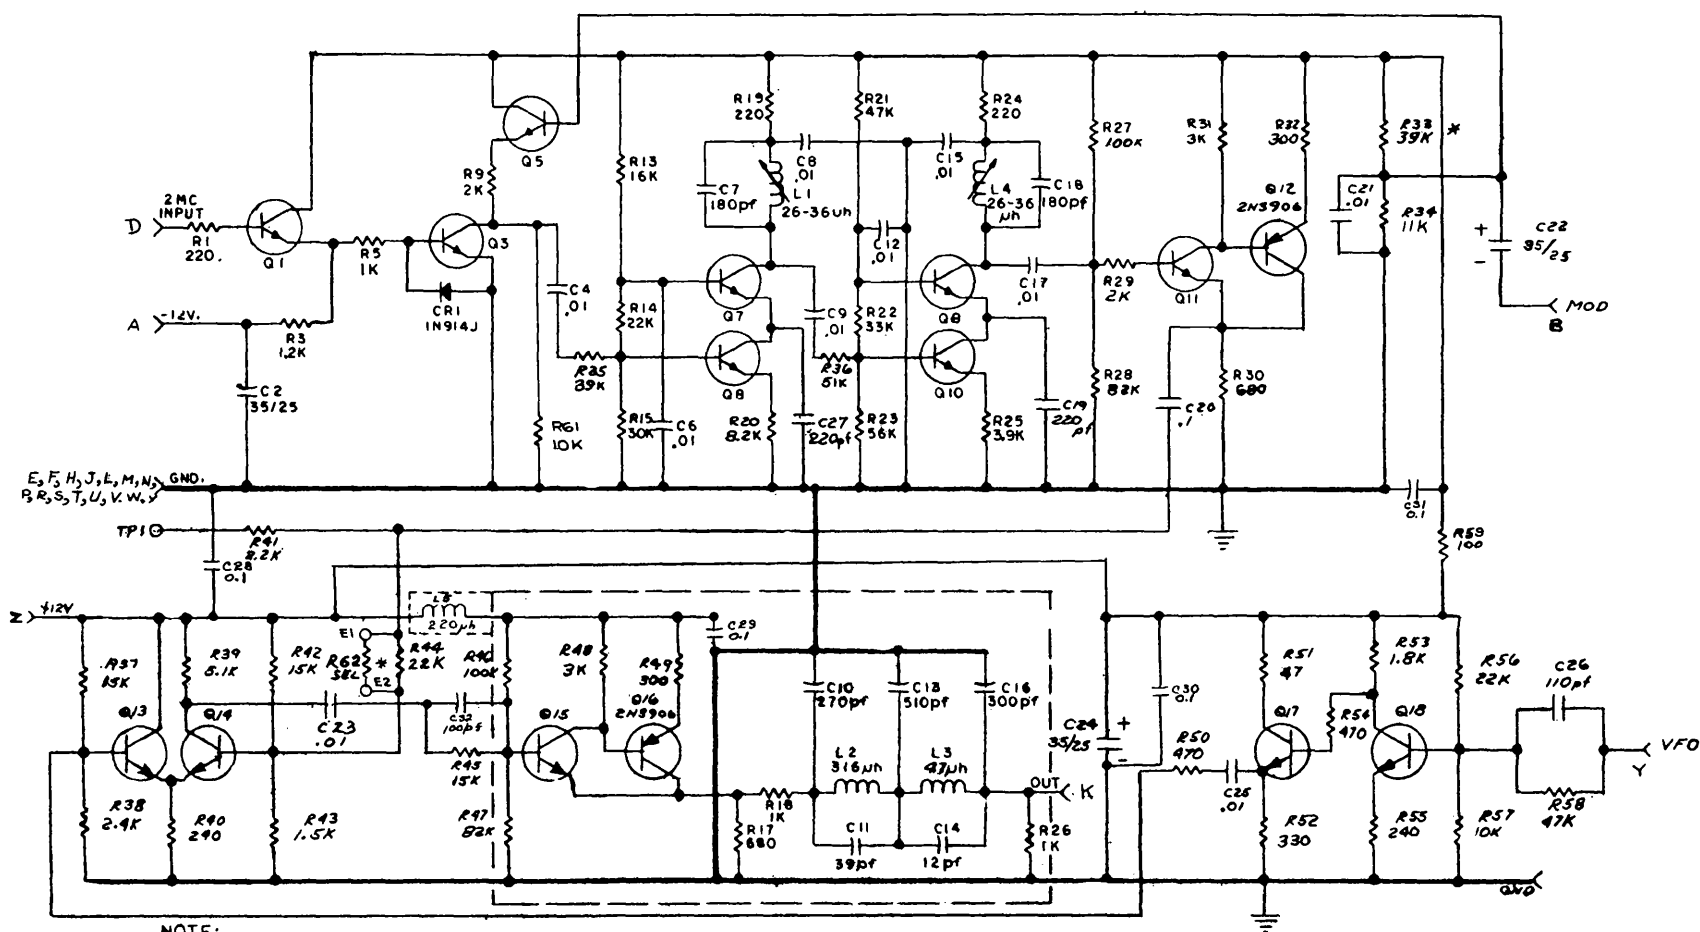 R19
220
R21
47K
R24
220
R27
100K
R31
3K
R32
300
R33
39K
*
Q5
R9
2K
R13
16K
C8
.01
C15
.01
C7
180pf
L1
26-36uh
L4
26-36
µh
C18
180pf
Q12
2N3906
C21
.01
R34
11K
C22
35/25
+
-
2MC
INPUT
D
R1
220.
Q1
R5
1K
Q3
C12
.01
CR1
1N914J
C4
.01
R14
22K
Q7
C9
.01
R22
33K
Q8
C17
.01
R29
2K
Q11
MOD
B
A
-12V.
R3
1.2K
C2
35/25
R35
39K
Q8
R36
51K
Q10
R28
82K
R30
680
R61
10K
R15
30K
C6
.01
R20
8.2K
C27
220pf
R23
56K
R25
3.9K
C19
220
pf
C20
.1
E, F, H, J, L, M, N,
P, R, S, T, U, V, W, Y
GND.
C31
0.1
TP1
R41
2.2K
C28
0.1
R59
100
N
+12V
L5
220µh
E1
E2
R62
SEL
*
R44
22K
R37
15K
R39
5.1K
R42
15K
R46
100K
R48
3K
R49
300
C29
0.1
Q16
2N3906
C10
270pf
C13
510pf
C16
300pf
C30
0.1
C24
35/25
+
-
R51
47
R53
1.8K
R56
22K
C26
110pf
Q13
Q14
C23
.01
C32
100pf
Q15
R45
15K
L2
316µh
L3
47µh
R50
470
Q17
R54
470
Q18
VFO
Y
OUT
K
R38
2.4K
R40
240
R43
1.5K
R47
82K
R18
1K
R17
680
C11
39pf
C14
12pf
R26
1K
C25
.01
R52
330
R55
240
R57
10K
R58
47K
GND
NOTE: